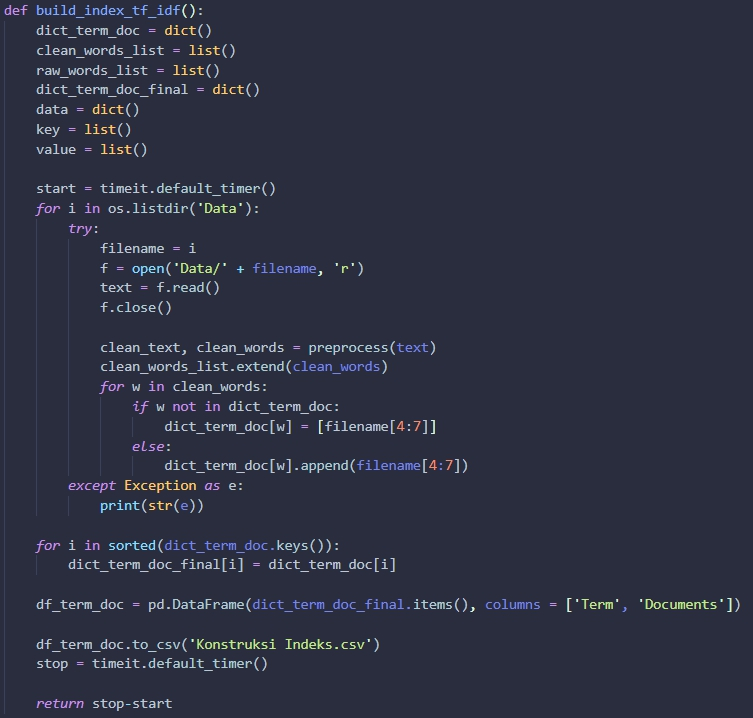 def build_index_tf_idf():
    dict_term_doc = dict()
    clean_words_list = list()
    raw_words_list = list()
    dict_term_doc_final = dict()
    data = dict()
    key = list()
    value = list()

    start = timeit.default_timer()
    for i in os.listdir('Data'):
        try:
            filename = i
            f = open('Data/' + filename, 'r')
            text = f.read()
            f.close()

            clean_text, clean_words = preprocess(text)
            clean_words_list.extend(clean_words)
            for w in clean_words:
                if w not in dict_term_doc:
                    dict_term_doc[w] = [filename[4:7]]
                else:
                    dict_term_doc[w].append(filename[4:7])
        except Exception as e:
            print(str(e))

    for i in sorted(dict_term_doc.keys()):
        dict_term_doc_final[i] = dict_term_doc[i]

    df_term_doc = pd.DataFrame(dict_term_doc_final.items(), columns = ['Term', 'Documents'])

    df_term_doc.to_csv('Konstruksi Indeks.csv')
    stop = timeit.default_timer()

    return stop-start